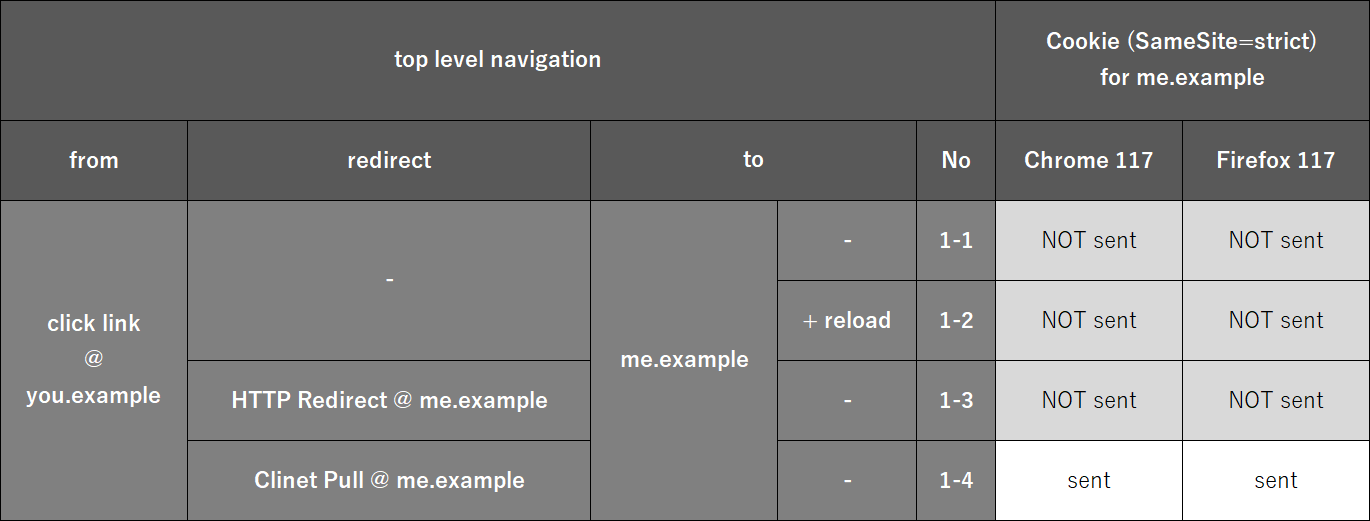 top level navigation
Cookie (SameSite=strict)
for me.example
from
redirect
to
No
Chrome 117
Firefox 117
click link
@
you.example
-
me.example
-
1-1
NOT sent
NOT sent
+ reload
1-2
NOT sent
NOT sent
HTTP Redirect @ me.example
-
1-3
NOT sent
NOT sent
Clinet Pull @ me.example
-
1-4
sent
sent